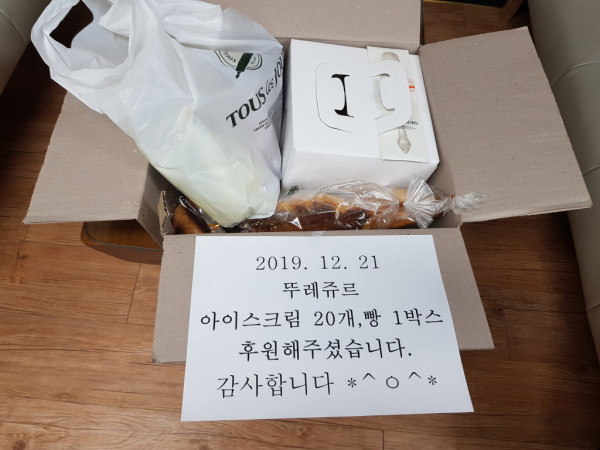 TOUS les JOURS
2019. 12. 21
뚜레쥬르
아이스크림 20개,빵 1박스
후원해주셨습니다.
감사합니다 *^ㅇ^*